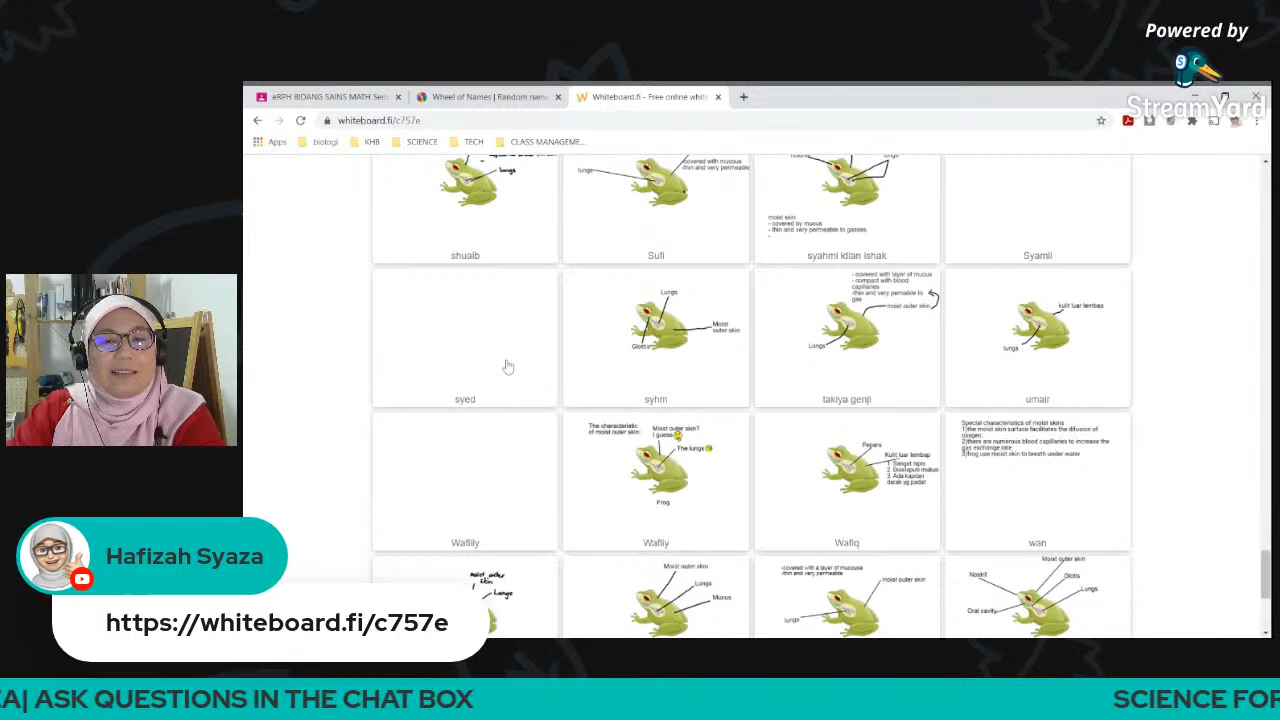 Powered by
StreamYard
eRPH BIDANG SAINS MATH Sem
Wheel of Names | Random name
Whiteboard.fi - Free online white
whiteboard.fi/c757e
Apps
biologi
KHB
SCIENCE
TECH
CLASS MANAGEME...
lungs
shuaib
lungs
covered with mucous
-thin and very permeable
Sufi
lungs
moist skin
- covered by mucus
- thin and very permeable to gasses
-
syahmi idlan ishak
Syamil
syed
Lungs
Glottis
Moist
outer skin
syhm
- covered with layer of mucus
- compact with blood
capillaries
-thin and very permeable to
gas
moist outer skin
Lungs
takiya genji
kulit luar lembap
lungs
umair
Wafiily
The characteristic
of moist outer skin:
Moist outer skin?
I guess
The lungs
Frog
Wafiiy
Peparu
Kulit luar lembap
1. Sangat nipis
2. Diselaputi mukus
3. Ada kapilari
darah yg padat
Wafiq
Special characteristics of moist skins
1)the moist skin surface facilitates the difusion of
oxygen.
2)there are numerous blood capillaries to increase the
gas exchange rate
3)frog use moist skin to breath under water
wan
moist outer
skin
Moist outer skin
Lungs
Mucus
-covered with a layer of mucouse
-thin and very permeable
moist outer skin
lungs
Moist outer skin
Nostril
Glotis
Lungs
Oral cavity
Hafizah Syaza
https://whiteboard.fi/c757e
EA| ASK QUESTIONS IN THE CHAT BOX
SCIENCE FOR